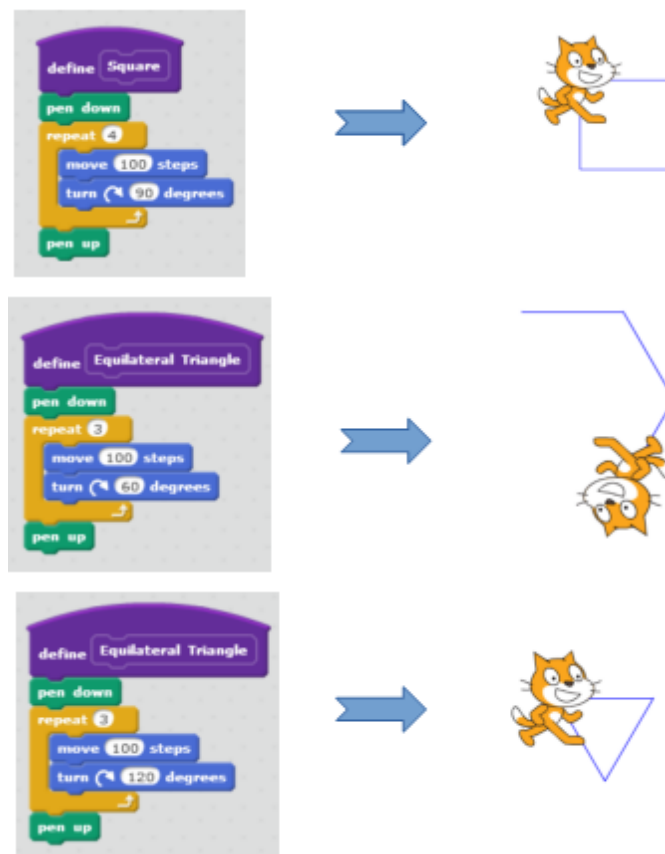 define Square
pen down
repeat 4
move 100 steps
turn 90 degrees
pen up
define Equilateral Triangle
pen down
repeat 3
move 100 steps
turn 60 degrees
pen up
define Equilateral Triangle
pen down
repeat 3
move 100 steps
turn 120 degrees
pen up